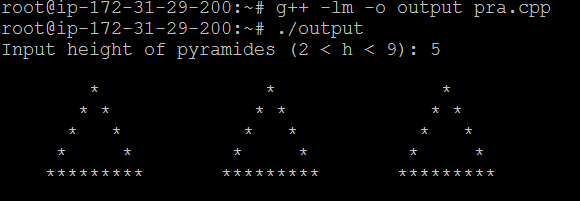 root@ip-172-31-29-200:~# g++ -lm -o output pra.cpp
root@ip-172-31-29-200:~# ./output
Input height of pyramides (2 < h < 9): 5

        *               *               *
       * *             * *             * *
      *   *           *   *           *   *
     *     *         *     *         *     *
    *********       *********       *********